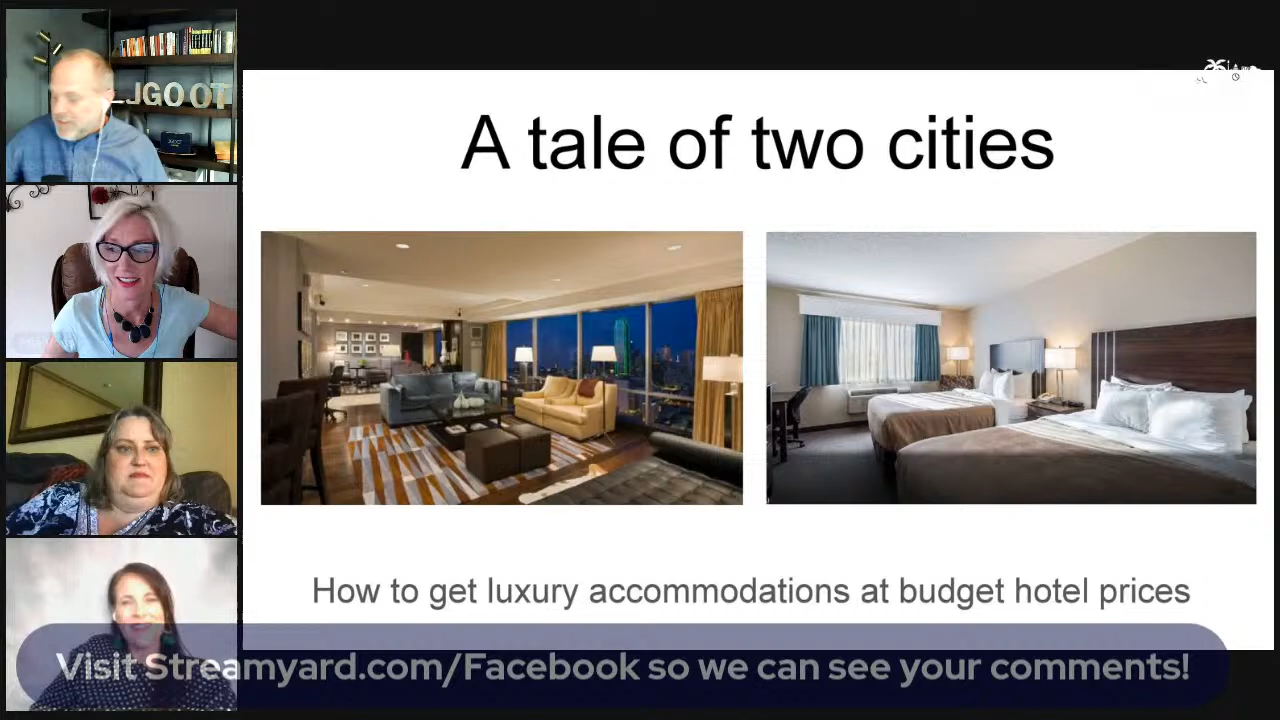 JGOOT
A tale of two cities
How to get luxury accommodations at budget hotel prices
Visit Streamyard.com/Facebook so we can see your comments!